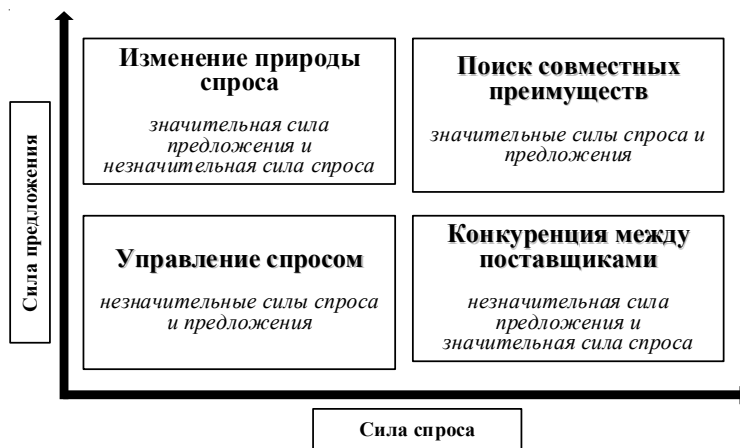 Изменение природы
спроса
значительная сила
предложения и
незначительная сила спроса
Поиск совместных
преимуществ
значительные силы спроса и
предложения
Сила предложения
Управление спросом
незначительные силы спроса
и предложения
Конкуренция между
поставщиками
незначительная сила
предложения и
значительная сила спроса
Сила спроса